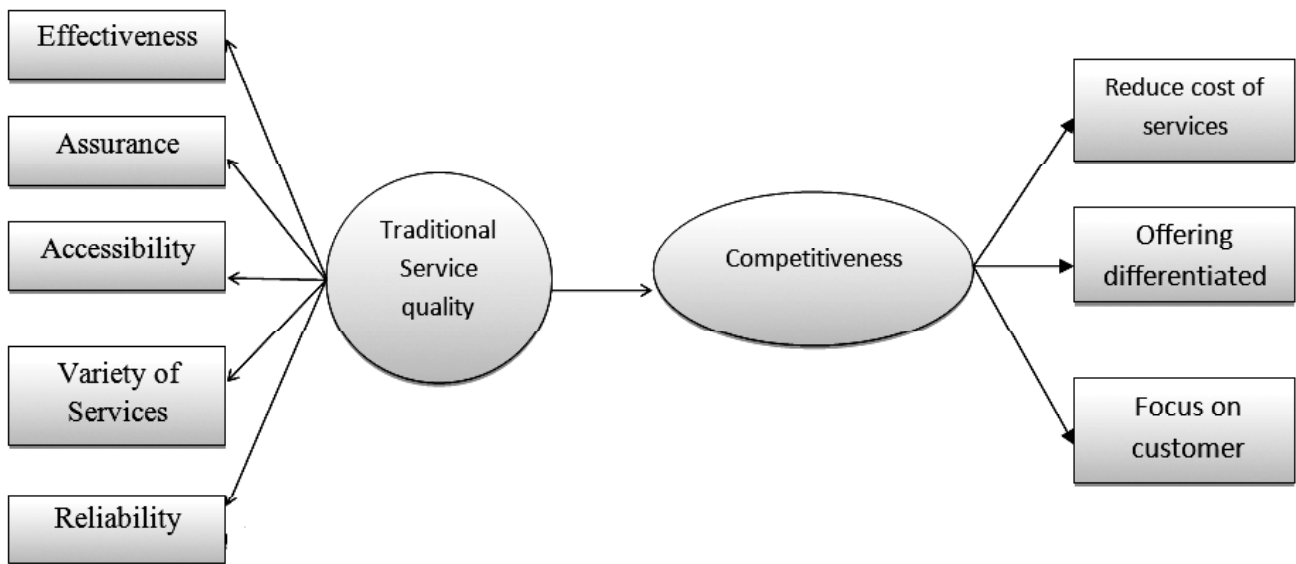 Effectiveness
Assurance
Accessibility
Variety of
Services
Reliability
Traditional
Service
quality
Competitiveness
Reduce cost of
services
Offering
differentiated
Focus on
customer